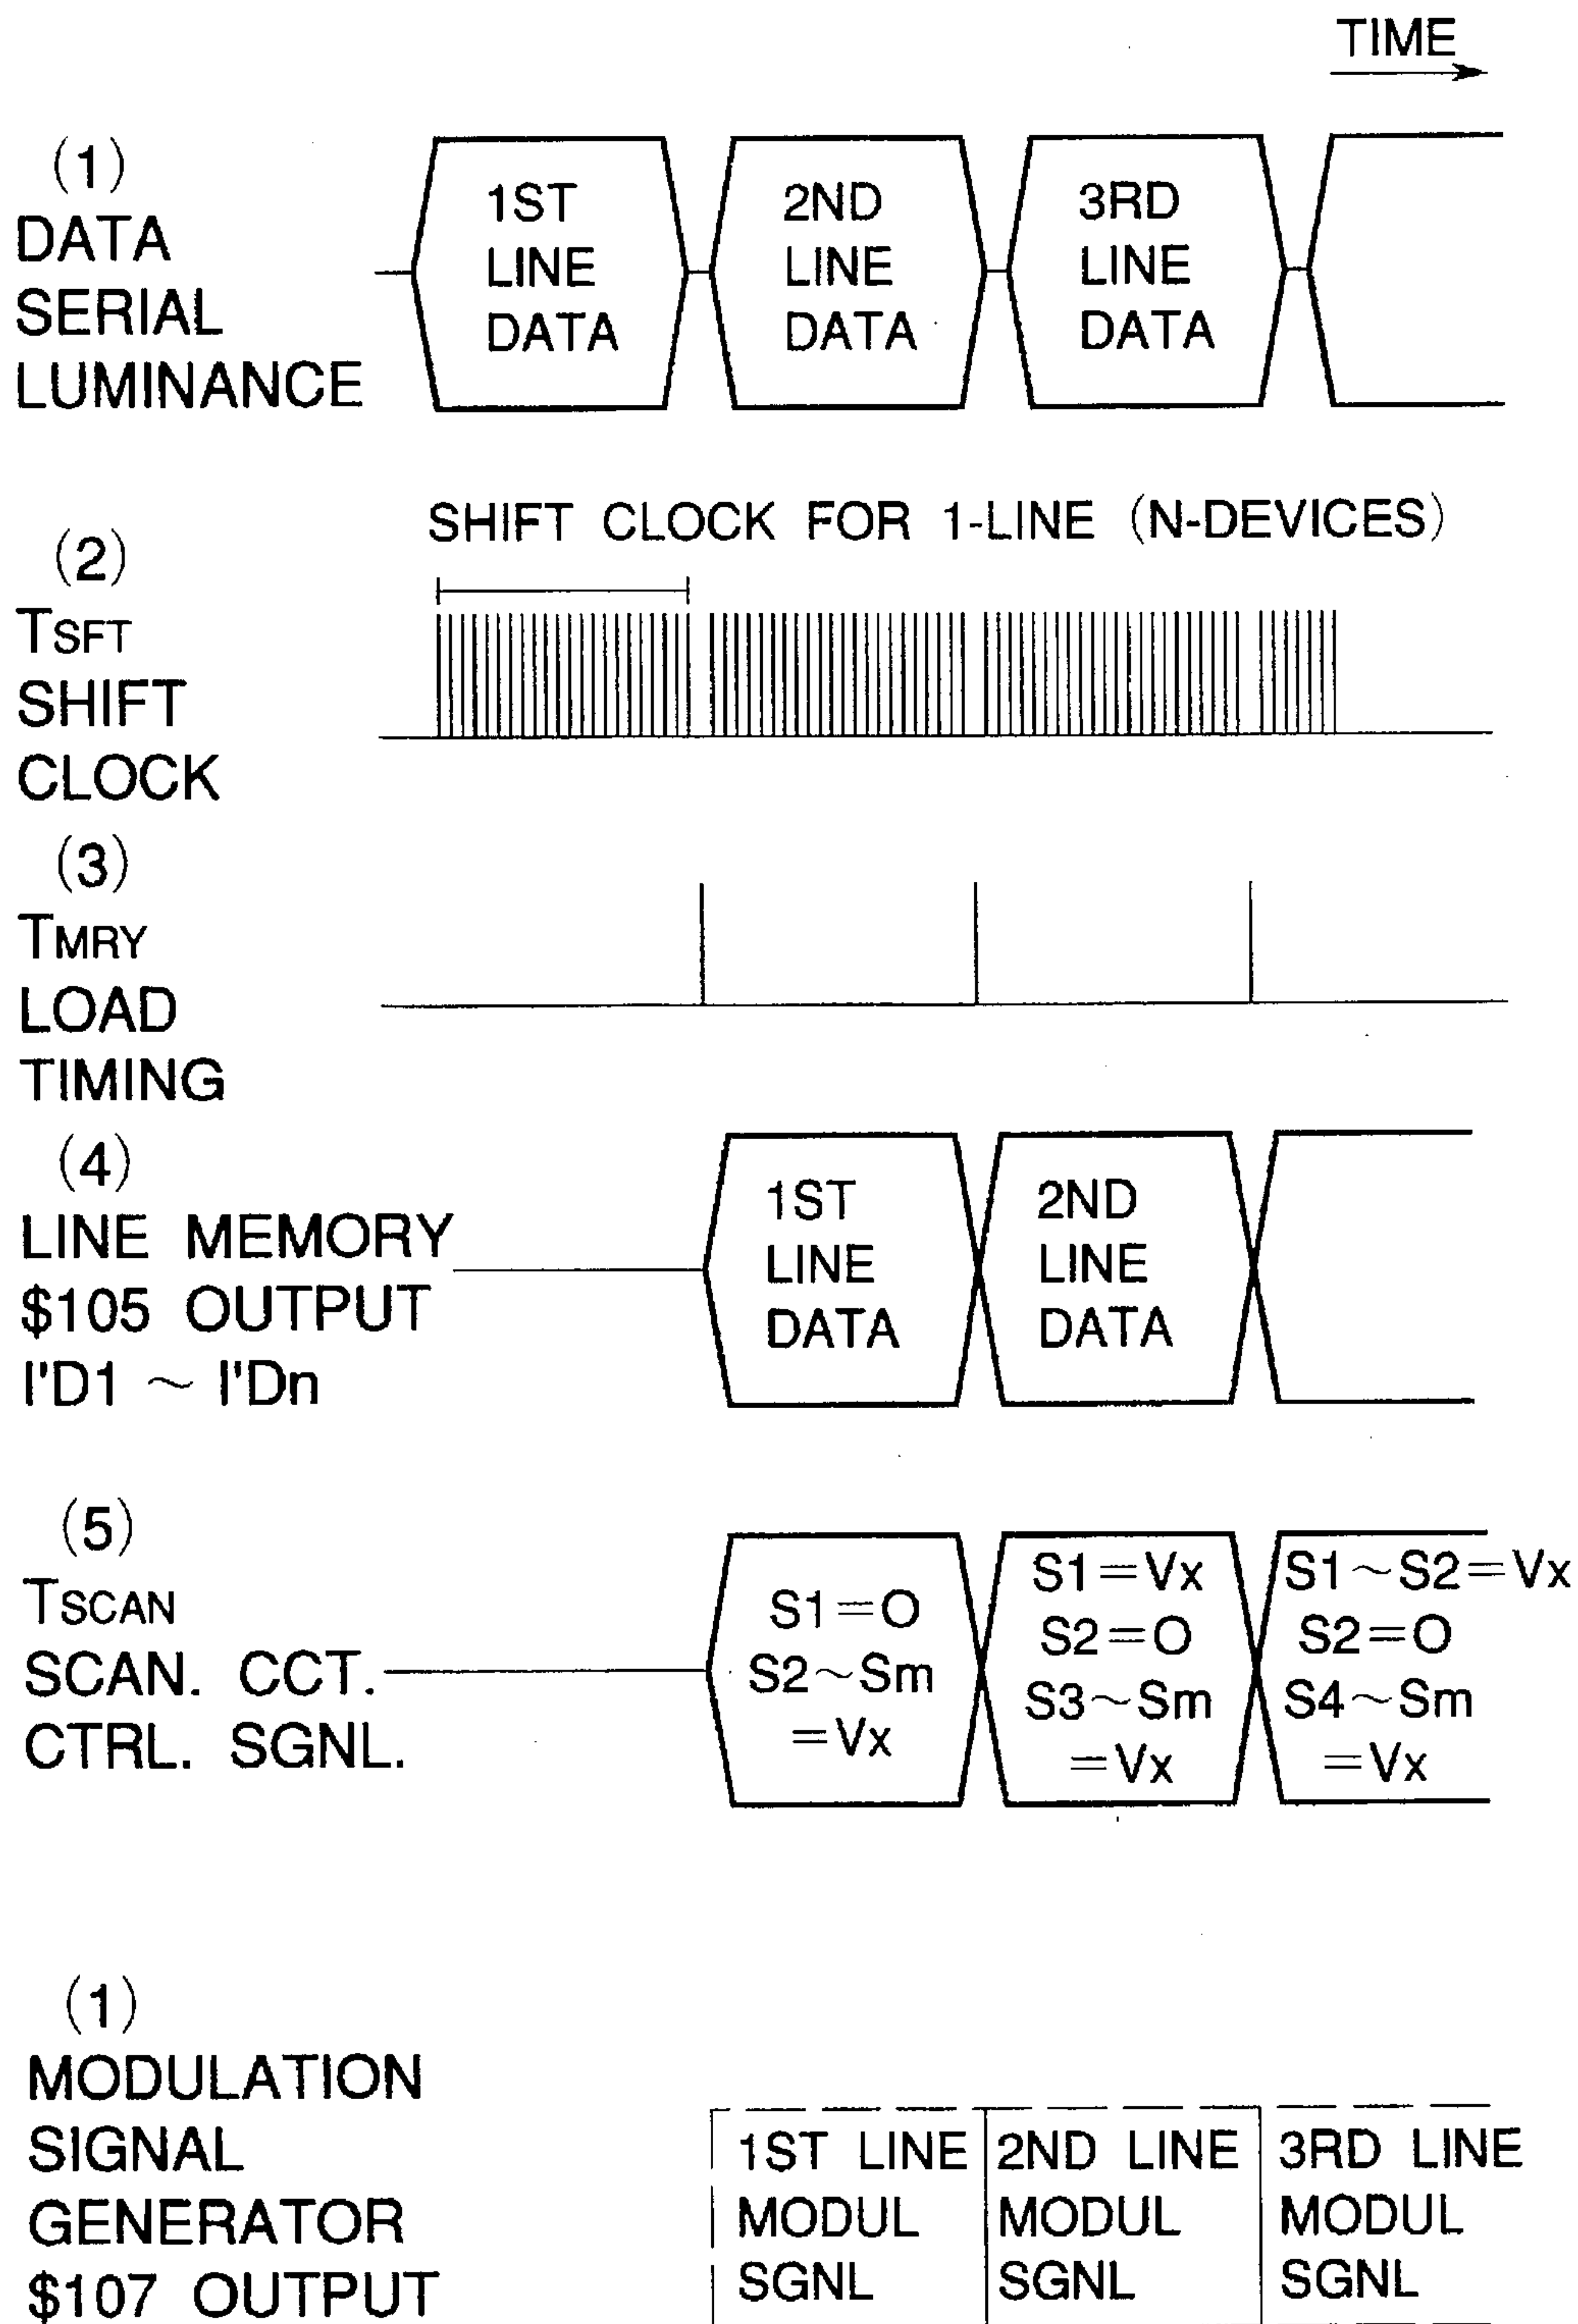 TIME
(1)
DATA
SERIAL
LUMINANCE
1ST
LINE
DATA
2ND
LINE
DATA
3RD
LINE
DATA
(2)
TSFT
SHIFT
CLOCK
SHIFT CLOCK FOR 1-LINE (N-DEVICES)
(3)
TMRY
LOAD
TIMING
(4)
LINE MEMORY
$105 OUTPUT
I'D1 ~ I'Dn
1ST
LINE
DATA
2ND
LINE
DATA
(5)
TSCAN
SCAN. CCT.
CTRL. SGNL.
S1=O
S2~Sm
=Vx
S1=Vx
S2=O
S3~Sm
=Vx
S1~S2=Vx
S2=O
S4~Sm
=Vx
(1)
MODULATION
SIGNAL
GENERATOR
$107 OUTPUT
1ST LINE
MODUL
SGNL
2ND LINE
MODUL
SGNL
3RD LINE
MODUL
SGNL